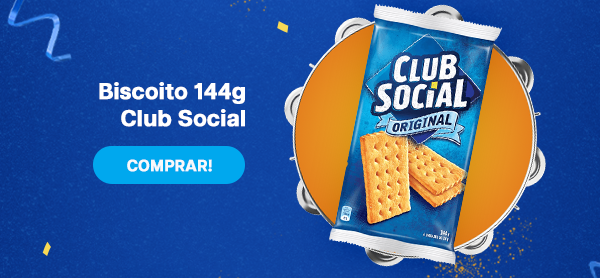 Biscoito 144g
Club Social
COMPRAR!
CLUB
SOCIAL
ORIGINAL